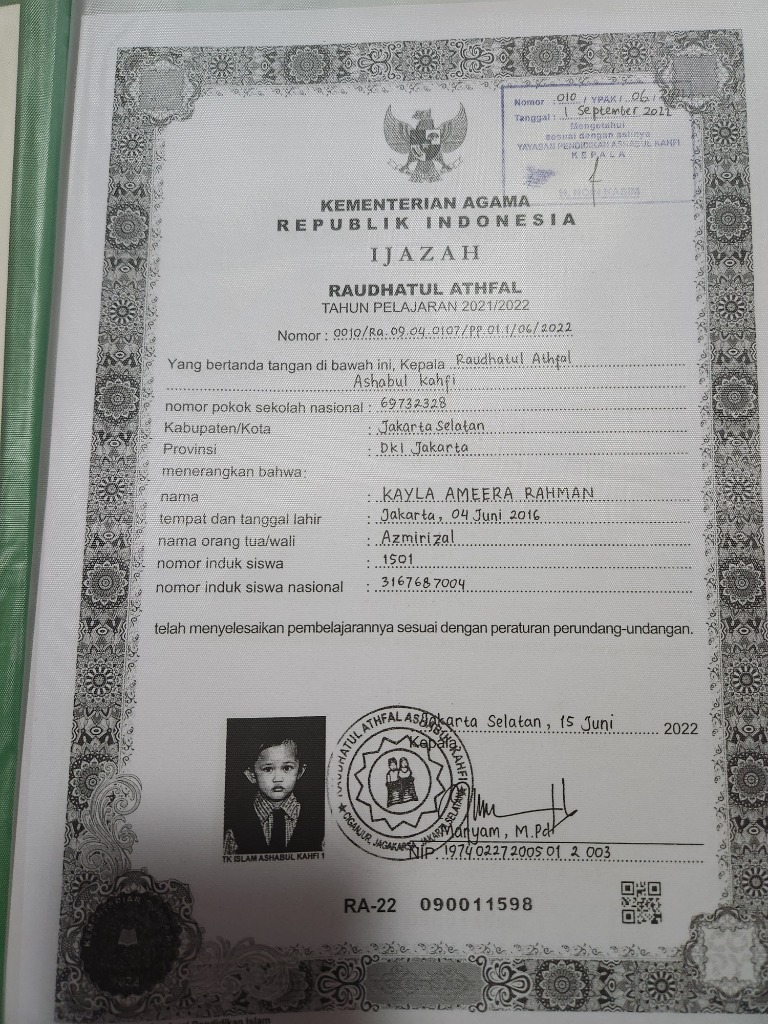 Nomor : 010 / YPAK / 06 /
Tanggal : 1 September 2022
Mengetahui
sesuai dengan aslinya
YAYASAN PENDIDIKAN ASHABUL KAHFI
KEPALA
KEMENTERIAN AGAMA
REPUBLIK INDONESIA
IJAZAH
RAUDHATUL ATHFAL
TAHUN PELAJARAN 2021/2022
Nomor : 0010/Ra.09.04.0107/PP.01.1/06/2022
Yang bertanda tangan di bawah ini, Kepala Raudhatul Athfal
Ashabul Kahfi
nomor pokok sekolah nasional : 69732328
Kabupaten/Kota : Jakarta Selatan
Provinsi : DKI Jakarta
menerangkan bahwa:
nama : KAYLA AMEERA RAHMAN
tempat dan tanggal lahir : Jakarta, 04 Juni 2016
nama orang tua/wali : Azmirizal
nomor induk siswa : 1501
nomor induk siswa nasional : 3167687004
telah menyelesaikan pembelajarannya sesuai dengan peraturan perundang-undangan.
Jakarta Selatan, 15 Juni 2022
Kepala
RAUDHATUL ATHFAL ASHABUL KAHFI
CIGANJUR, JAGAKARSA, JAKARTA SELATAN
Maryam, M.Pd
NIP. 19740227200501 2 003
TK ISLAM ASHABUL KAHFI 1
RA-22 090011598